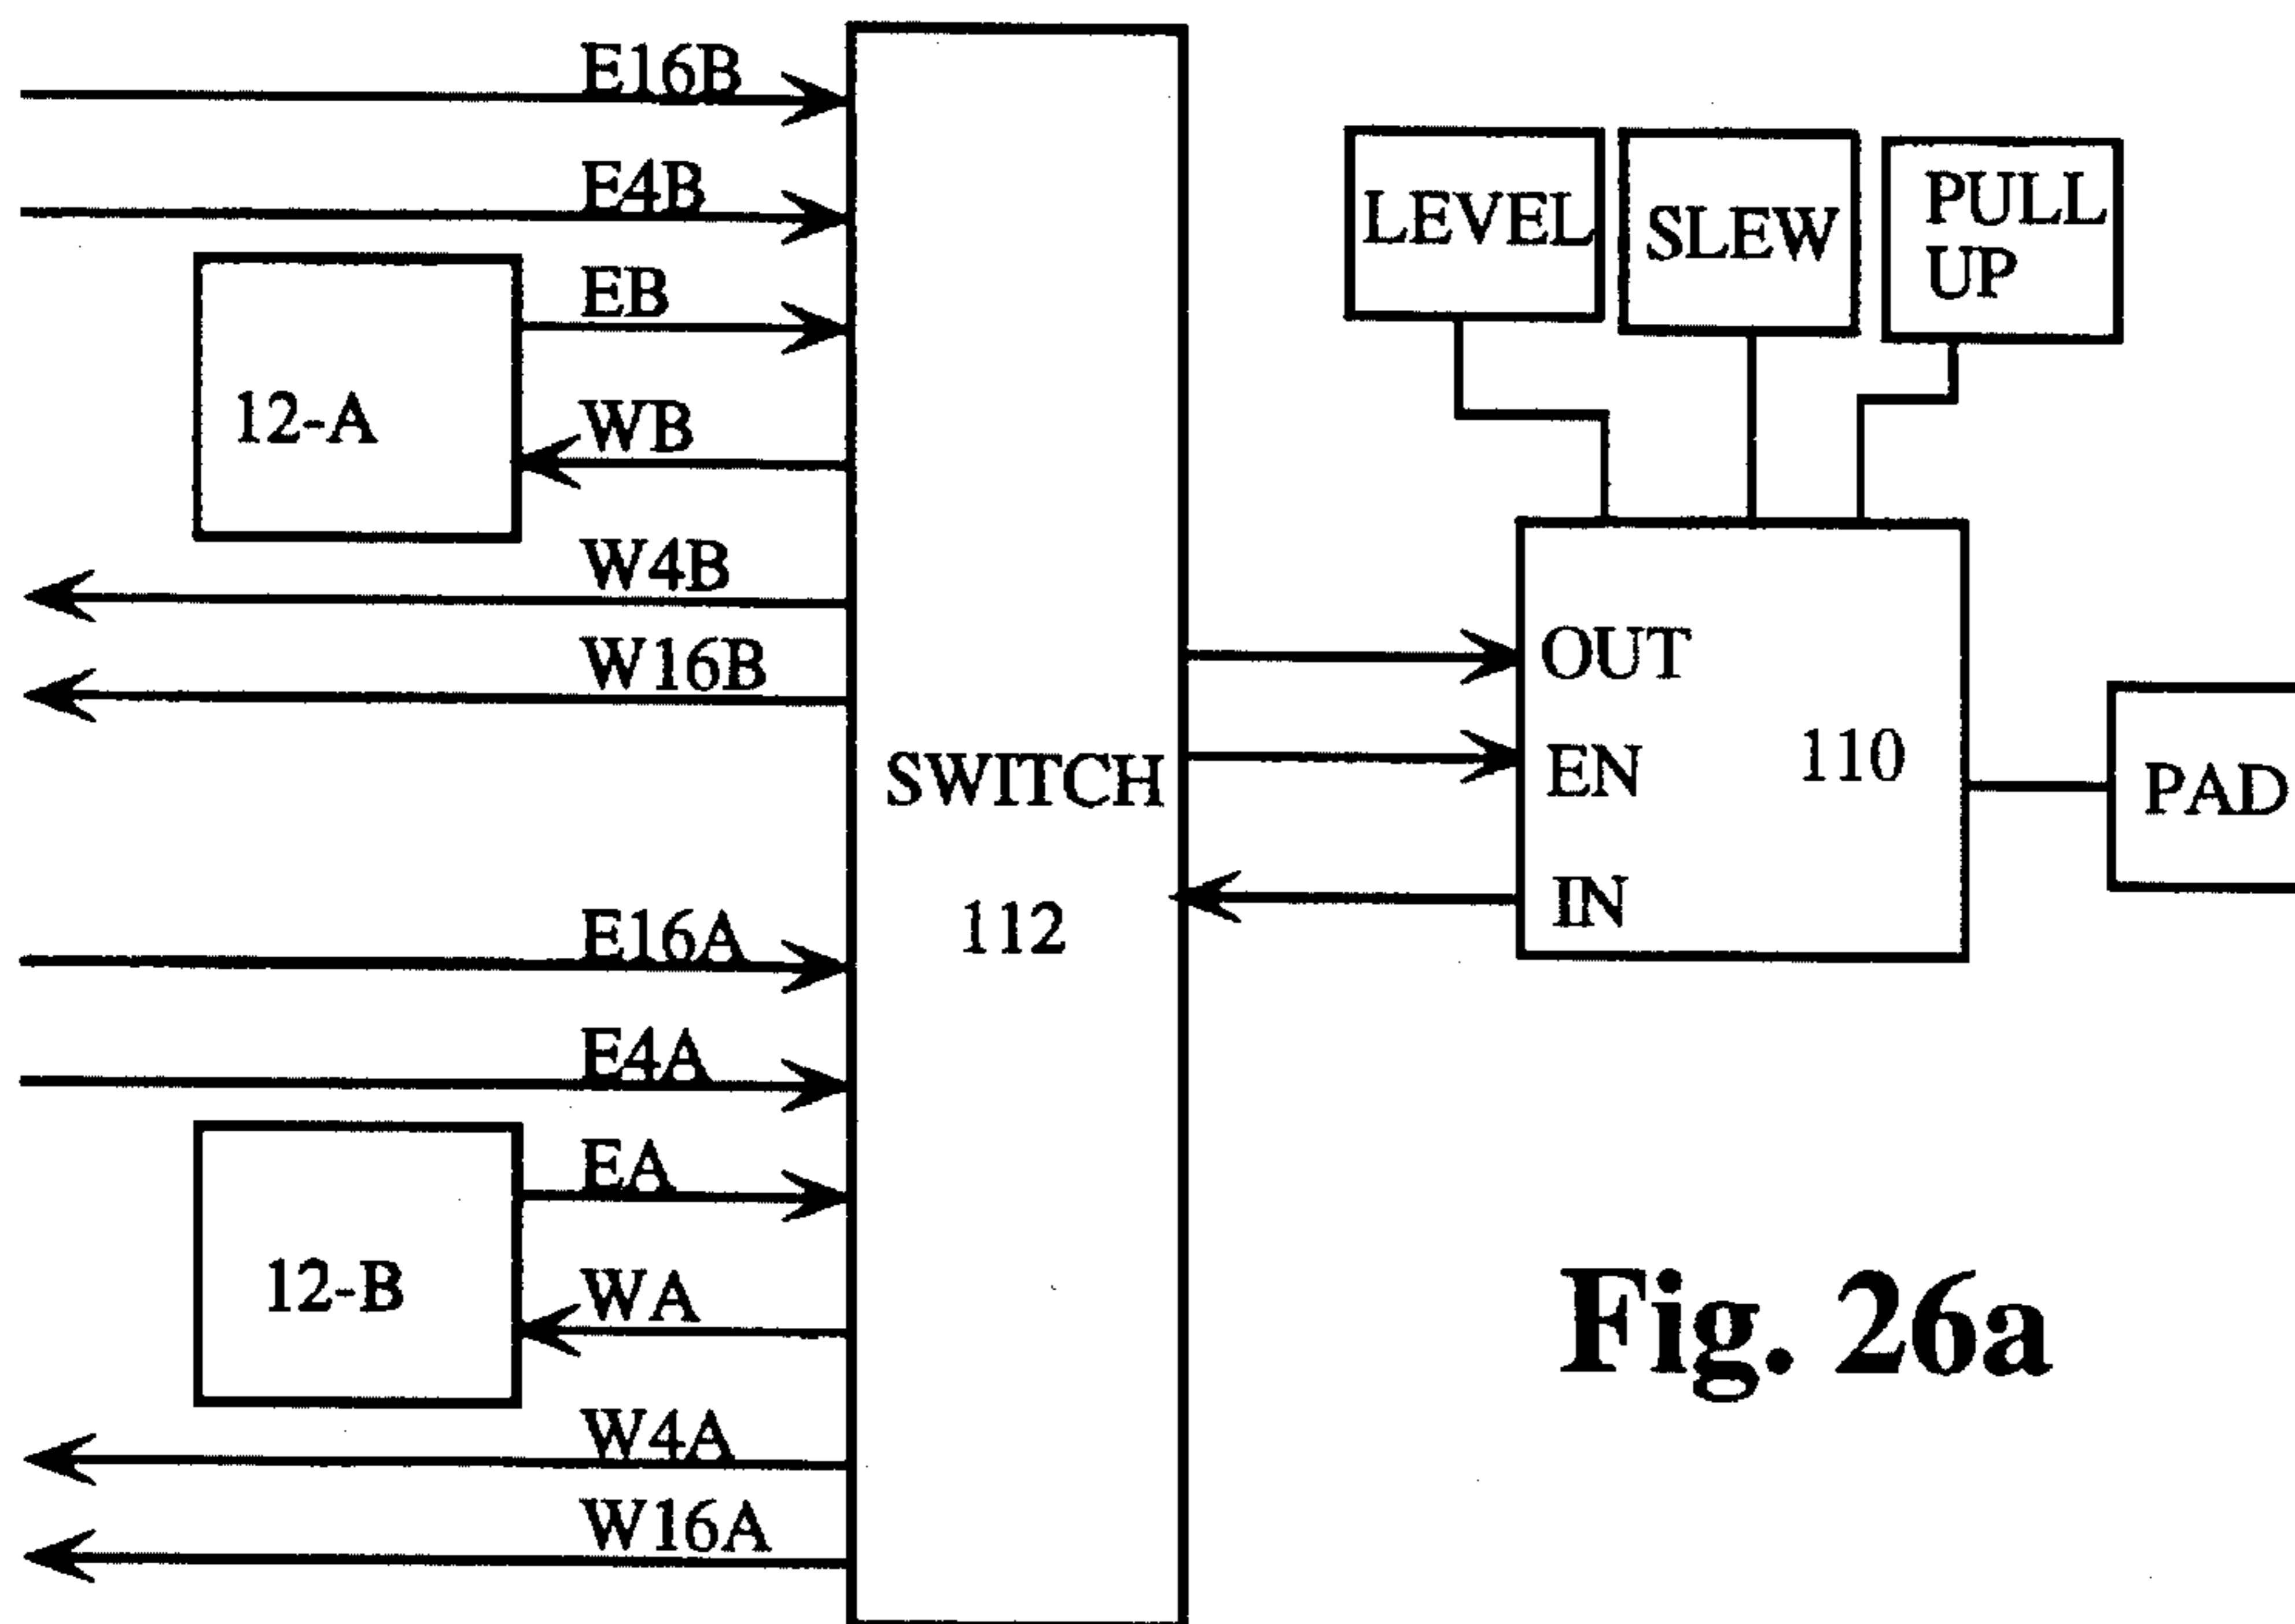 E16B
E4B
EB
12-A
WB
W4B
W16B
SWITCH
112
E16A
E4A
EA
12-B
WA
W4A
W16A
LEVEL
SLEW
PULL
UP
OUT
EN
110
IN
PAD
Fig. 26a